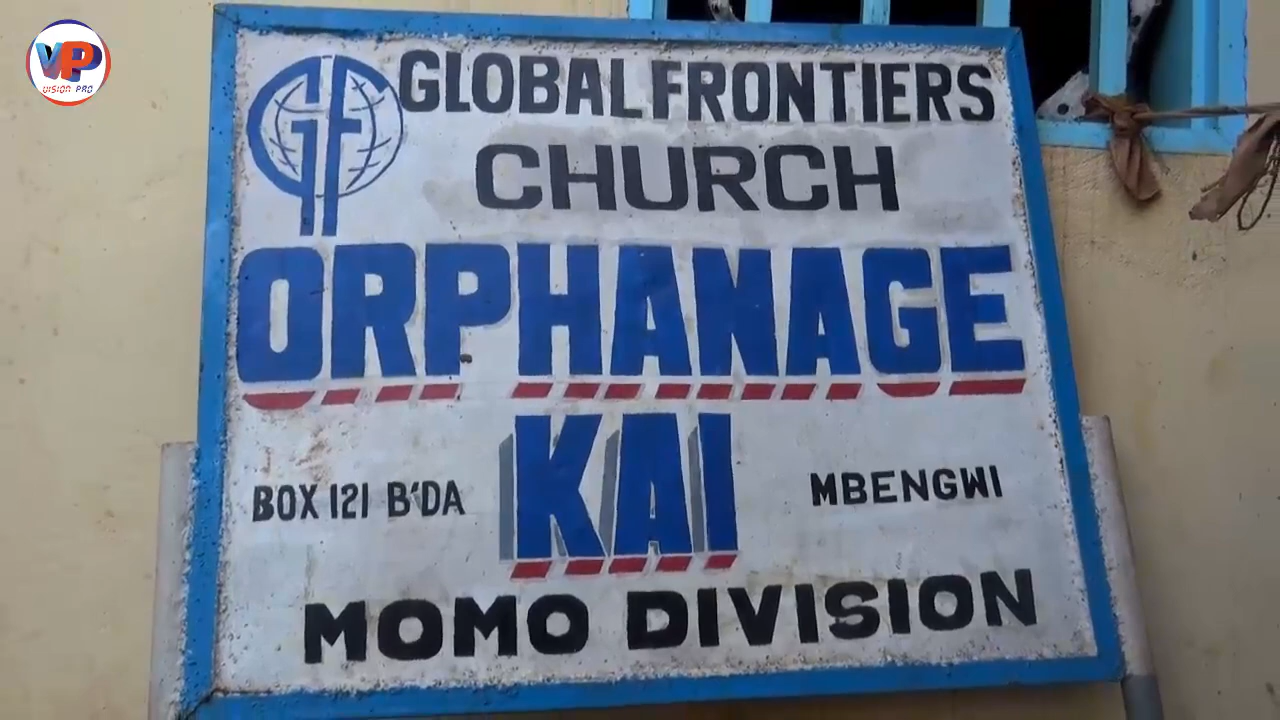 VP
VISION PRO
GF
GLOBAL FRONTIERS
CHURCH
ORPHANAGE
KAI
BOX 121 B'DA
MBENGWI
MOMO DIVISION